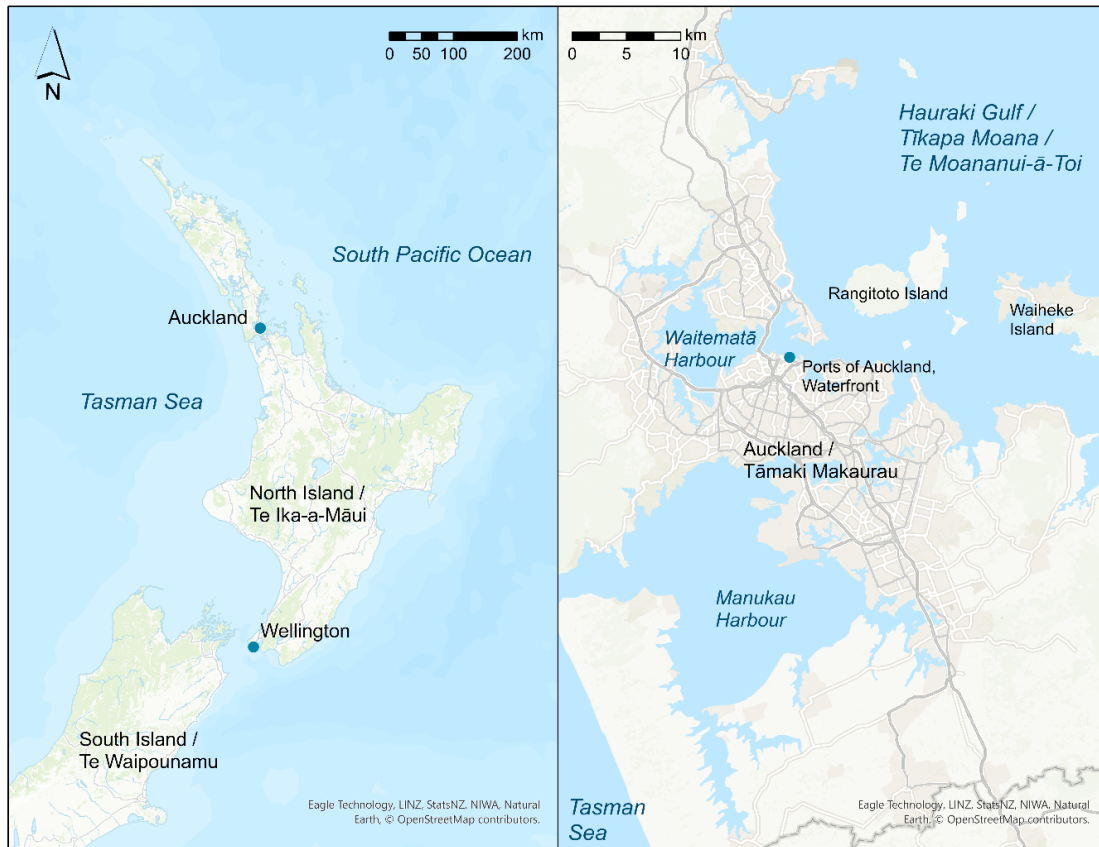 N
km
0 50 100 200
South Pacific Ocean
Auckland
Tasman Sea
North Island /
Te Ika-a-Māui
Wellington
South Island /
Te Waipounamu
Eagle Technology, LINZ, StatsNZ, NIWA, Natural
Earth, © OpenStreetMap contributors.
km
0 5 10
Hauraki Gulf /
Tīkapa Moana /
Te Moananui-ā-Toi
Rangitoto Island
Waiheke
Island
Waitematā
Harbour
Ports of Auckland,
Waterfront
Auckland /
Tāmaki Makaurau
Manukau
Harbour
Tasman
Sea
Eagle Technology, LINZ, StatsNZ, NIWA, Natural
Earth, © OpenStreetMap contributors.